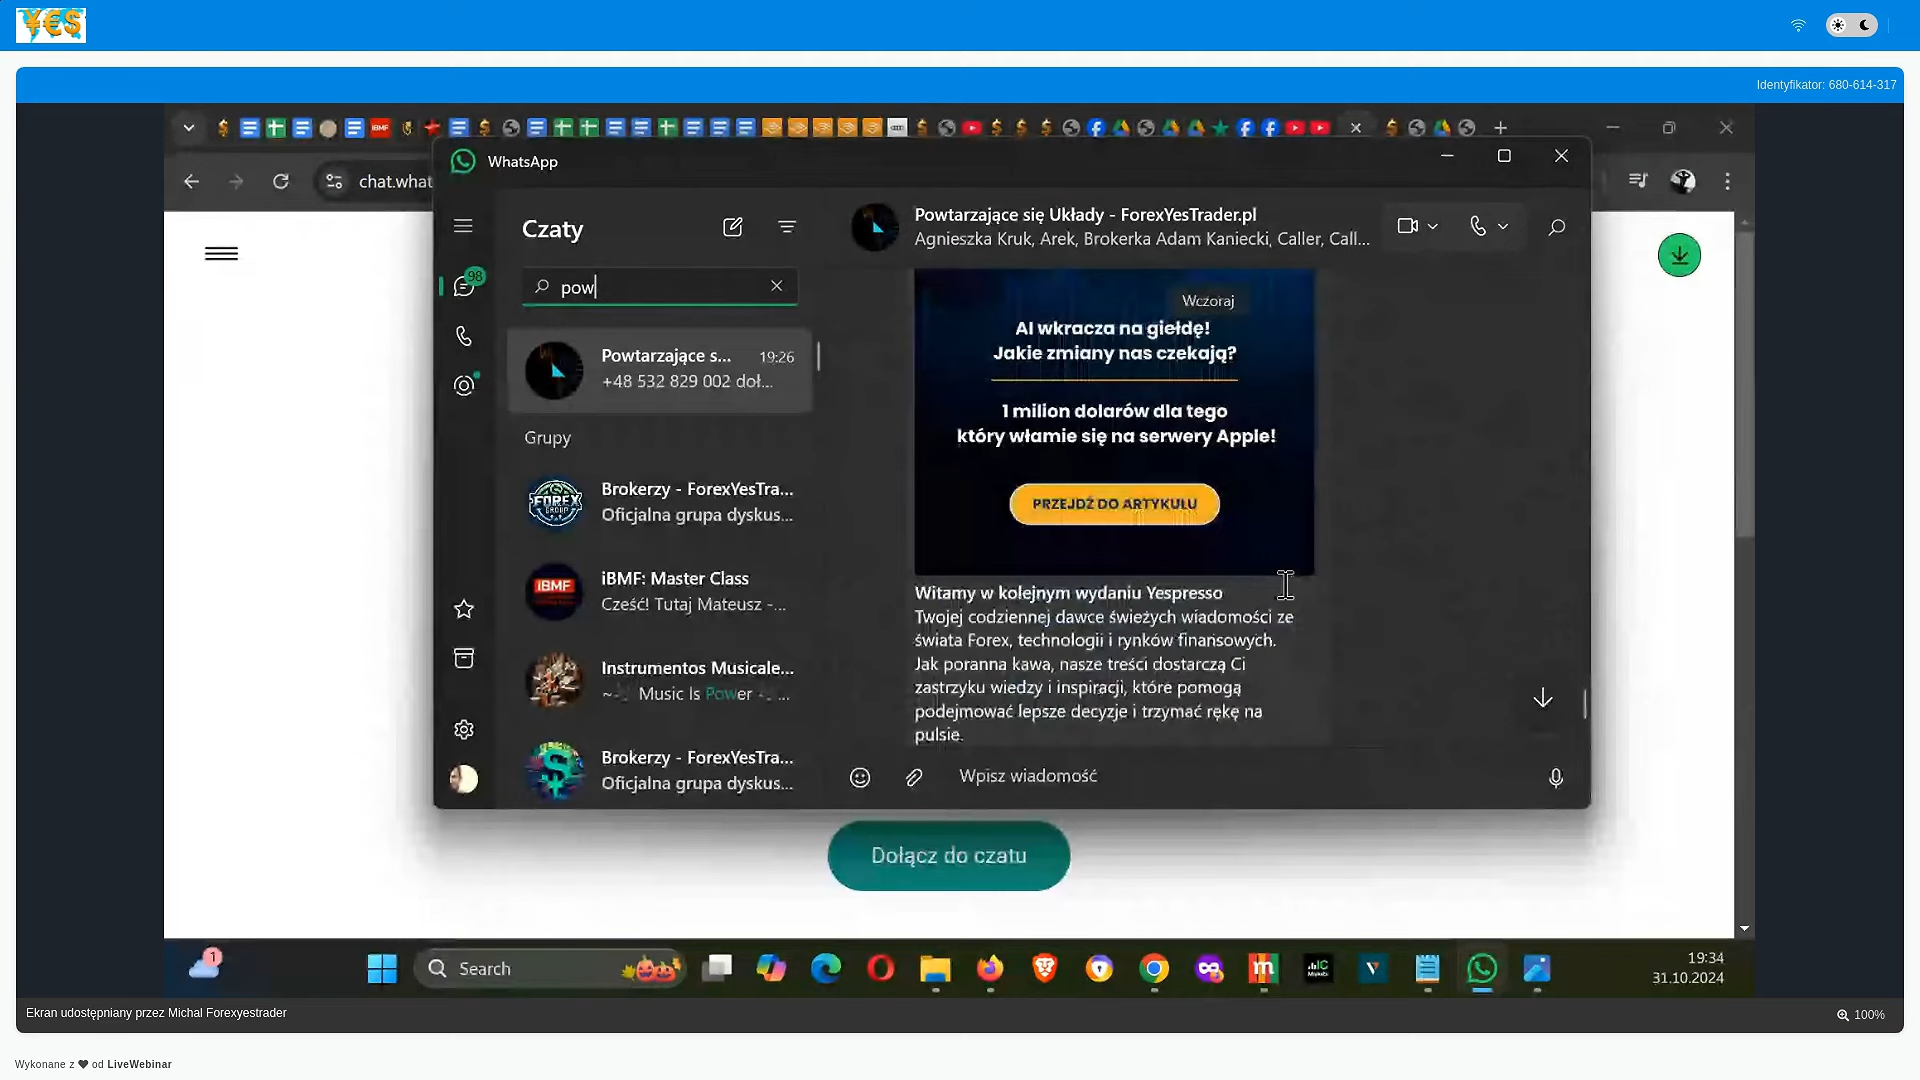 ¥€$
Identyfikator: 680-614-317
WhatsApp
chat.what
Czaty
98
pow
Powtarzające s... 19:26
+48 532 829 002 doł...
Grupy
Brokerzy - ForexYesTra...
Oficjalna grupa dyskus...
iBMF: Master Class
Cześć! Tutaj Mateusz -...
Instrumentos Musicale...
Music Is Power
Brokerzy - ForexYesTra...
Oficjalna grupa dyskus...
Powtarzające się Układy - ForexYesTrader.pl
Agnieszka Kruk, Arek, Brokerka Adam Kaniecki, Caller, Call...
Wczoraj
AI wkracza na giełdę!
Jakie zmiany nas czekają?
1 milion dolarów dla tego
który włamie się na serwery Apple!
PRZEJDŹ DO ARTYKUŁU
Witamy w kolejnym wydaniu Yespresso
Twojej codziennej dawce świeżych wiadomości ze
świata Forex, technologii i rynków finansowych.
Jak poranna kawa, nasze treści dostarczą Ci
zastrzyku wiedzy i inspiracji, które pomogą
podejmować lepsze decyzje i trzymać rękę na
pulsie.
Wpisz wiadomość
Dołącz do czatu
1
Search
19:34
31.10.2024
Ekran udostępniany przez Michal Forexyestrader
100%
Wykonane z ♥ od LiveWebinar